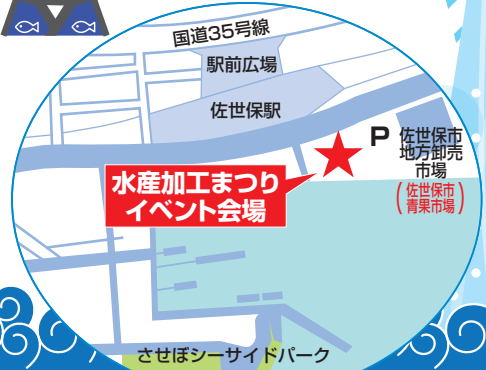 国道35号線
駅前広場
佐世保駅
P
佐世保市
地方卸売
市場
(佐世保市
青果市場)
水産加工まつり
イベント会場
させぼシーサイドパーク